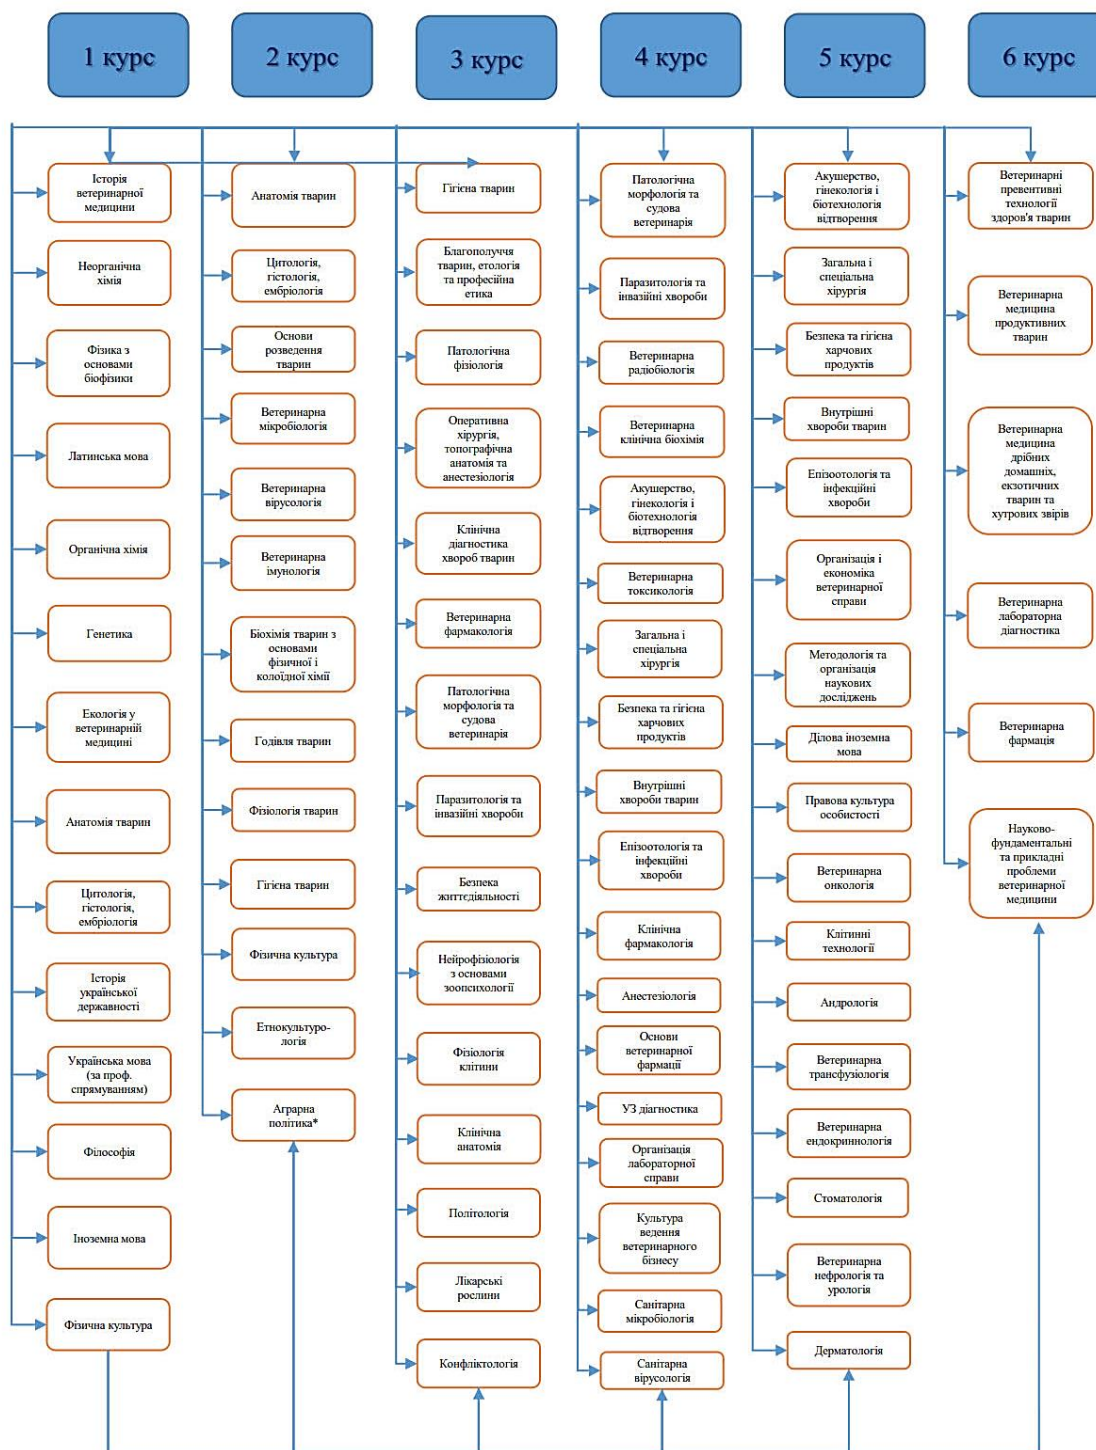 1 курс
2 курс
3 курс
4 курс
5 курс
6 курс
Історія
ветеринарної
медицини
Неорганічна
хімія
Фізика з
основами
біофізики
Латинська мова
Органічна хімія
Генетика
Екологія у
ветеринарній
медицині
Анатомія тварин
Цитологія,
гістологія,
ембріологія
Історія
української
державності
Українська мова
(за проф.
спрямуванням)
Філософія
Іноземна мова
Фізична культура
Анатомія тварин
Цитологія,
гістологія,
ембріологія
Основи
розведення
тварин
Ветеринарна
мікробіологія
Ветеринарна
вірусологія
Ветеринарна
імунологія
Біохімія тварин з
основами
фізичної і
колоїдної хімії
Годівля тварин
Фізіологія тварин
Гігієна тварин
Фізична культура
Етнокультуро-
логія
Аграрна
політика*
Гігієна тварин
Благополуччя
тварин, етологія
та професійна
етика
Патологічна
фізіологія
Оперативна
хірургія,
топографічна
анатомія та
анестезіологія
Клінічна
діагностика
хвороб тварин
Ветеринарна
фармакологія
Патологічна
морфологія та
судова
ветеринарія
Паразитологія та
інвазійні хвороби
Безпека
життєдіяльності
Нейрофізіологія
з основами
зоопсихології
Фізіологія
клітини
Клінічна
анатомія
Політологія
Лікарські
рослини
Конфліктологія
Патологічна
морфологія та
судова
ветеринарія
Паразитологія та
інвазійні хвороби
Ветеринарна
радіобіологія
Ветеринарна
клінічна біохімія
Акушерство,
гінекологія і
біотехнологія
відтворення
Ветеринарна
токсикологія
Загальна і
спеціальна
хірургія
Безпека та гігієна
харчових
продуктів
Внутрішні
хвороби тварин
Епізоотологія та
інфекційні
хвороби
Клінічна
фармакологія
Анестезіологія
Основи
ветеринарної
фармації
УЗ діагностика
Організація
лабораторної
справи
Культура
ведення
ветеринарного
бізнесу
Санітарна
мікробіологія
Санітарна
вірусологія
Акушерство,
гінекологія і
біотехнологія
відтворення
Загальна і
спеціальна
хірургія
Безпека та гігієна
харчових
продуктів
Внутрішні
хвороби тварин
Епізоотологія та
інфекційні
хвороби
Організація і
економіка
ветеринарної
справи
Методологія та
організація
наукових
досліджень
Ділова іноземна
мова
Правова культура
особистості
Ветеринарна
онкологія
Клітинні
технології
Андрологія
Ветеринарна
трансфузіологія
Ветеринарна
ендокриннологія
Стоматологія
Ветеринарна
нефрологія та
урологія
Дерматологія
Ветеринарні
превентивні
технології
здоров'я тварин
Ветеринарна
медицина
продуктивних
тварин
Ветеринарна
медицина
дрібних
домашніх,
екзотичних
тварин та
хутрових звірів
Ветеринарна
лабораторна
діагностика
Ветеринарна
фармація
Науково-
фундаментальні
та прикладні
проблеми
ветеринарної
медицини